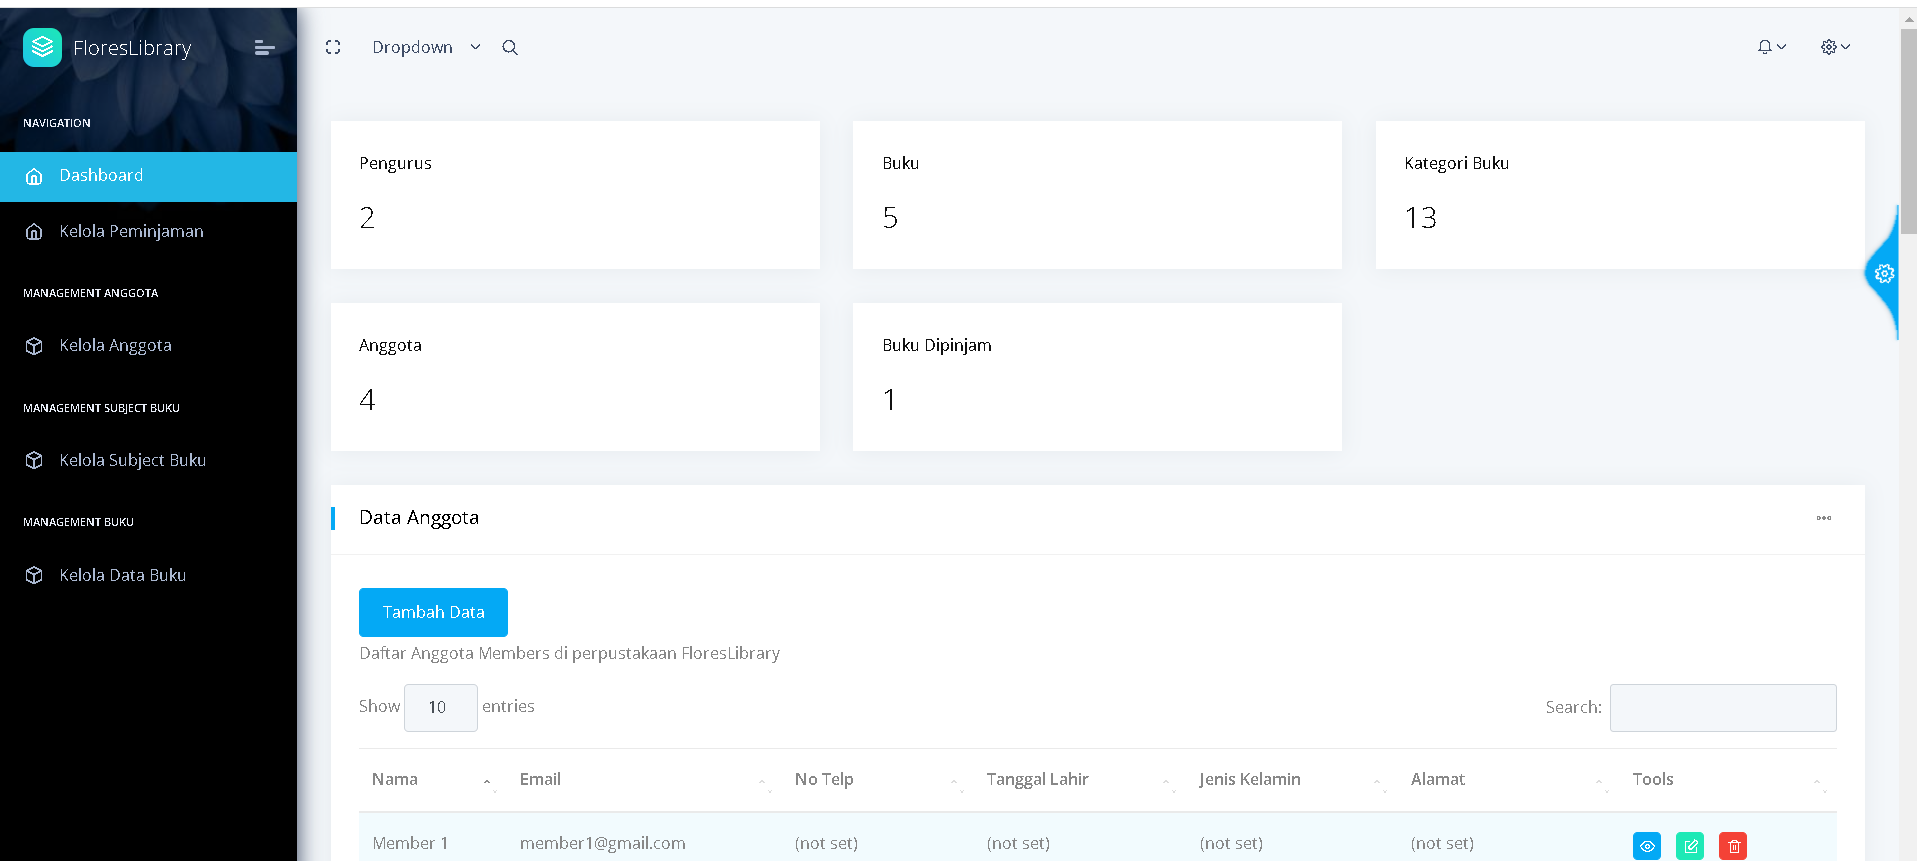 FloresLibrary
NAVIGATION
Dashboard
Kelola Peminjaman
MANAGEMENT ANGGOTA
Kelola Anggota
MANAGEMENT SUBJECT BUKU
Kelola Subject Buku
MANAGEMENT BUKU
Kelola Data Buku
Dropdown
Pengurus
2
Buku
5
Kategori Buku
13
Anggota
4
Buku Dipinjam
1
Data Anggota
Tambah Data
Daftar Anggota Members di perpustakaan FloresLibrary
Show 10 entries
Search:
Nama Email No Telp Tanggal Lahir Jenis Kelamin Alamat Tools
Member 1 member1@gmail.com (not set) (not set) (not set) (not set)